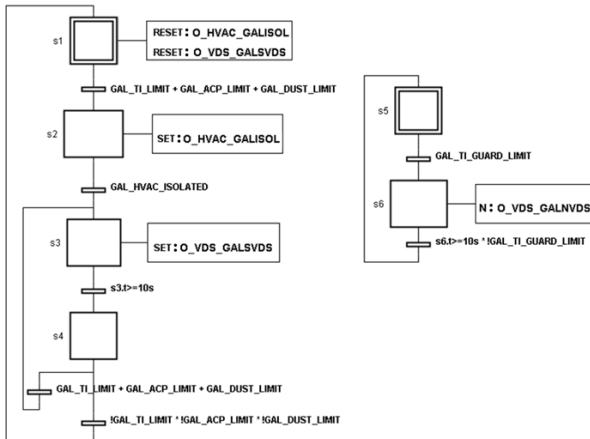 s1
RESET: O_HVAC_GALISOL
RESET: O_VDS_GALSVDS
GAL_TI_LIMIT + GAL_ACP_LIMIT + GAL_DUST_LIMIT
s2
SET: O_HVAC_GALISOL
GAL_HVAC_ISOLATED
s3
SET: O_VDS_GALSVDS
s3.t>=10s
s4
GAL_TI_LIMIT + GAL_ACP_LIMIT + GAL_DUST_LIMIT
!GAL_TI_LIMIT * !GAL_ACP_LIMIT * !GAL_DUST_LIMIT
s5
GAL_TI_GUARD_LIMIT
s6
N: O_VDS_GALNVDS
s6.t>=10s * !GAL_TI_GUARD_LIMIT